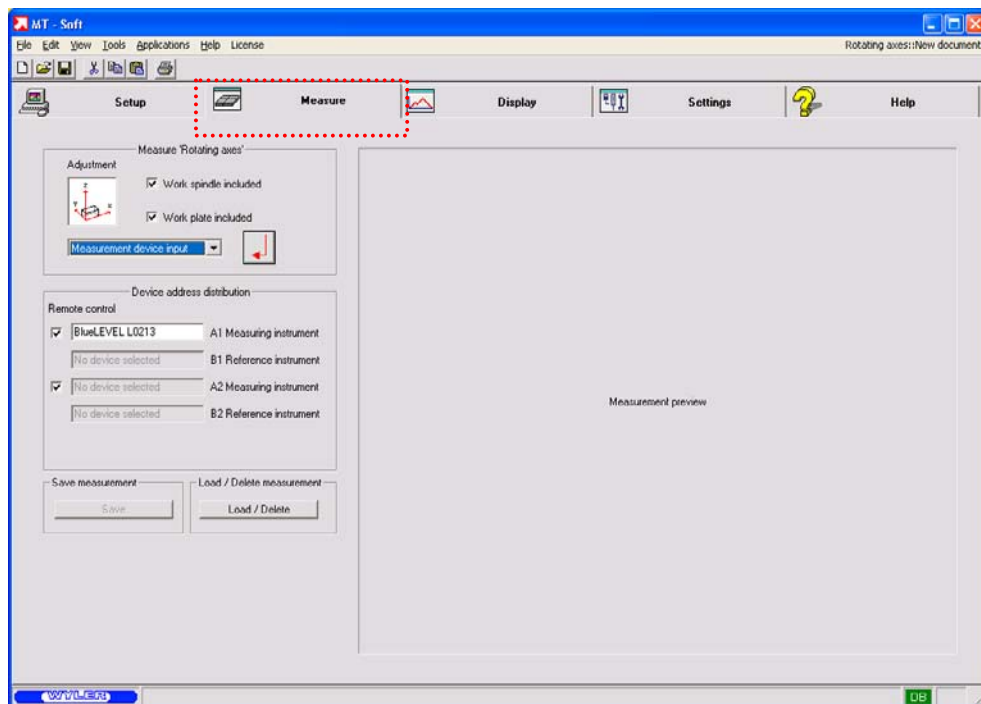 MT - Soft
File Edit View Tools Applications Help License
Rotating axes::New document
Setup
Measure
Display
Settings
Help
Measure 'Rotating axes'
Adjustment
Work spindle included
Work plate included
Measurement device input
Device address distribution
Remote control
BlueLEVEL L0213 A1 Measuring instrument
No device selected B1 Reference instrument
No device selected A2 Measuring instrument
No device selected B2 Reference instrument
Save measurement
Save
Load / Delete measurement
Load / Delete
Measurement preview
WYLER
DB